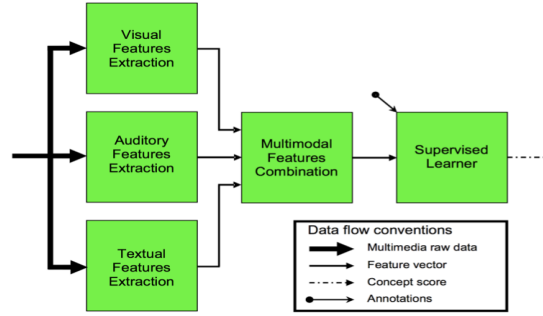 Visual
Features
Extraction
Auditory
Features
Extraction
Textual
Features
Extraction
Multimodal
Features
Combination
Supervised
Learner
Data flow conventions
Multimedia raw data
Feature vector
Concept score
Annotations